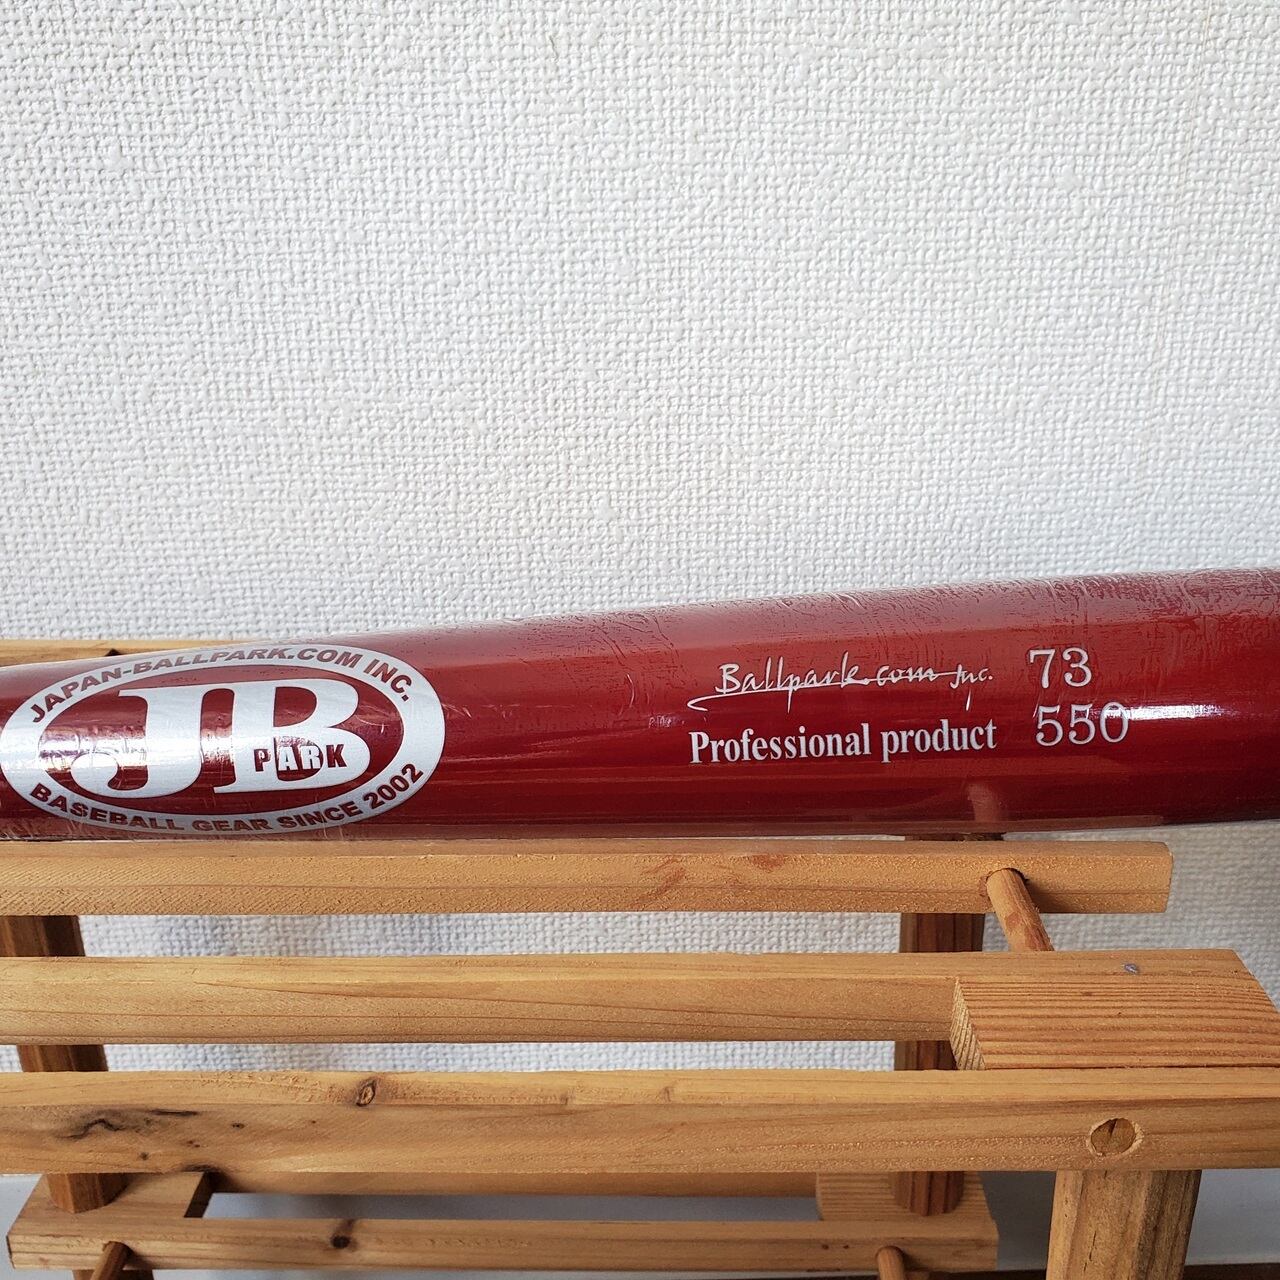 JAPAN-BALLPARK.COM INC.
JB
PARK
BASEBALL GEAR SINCE 2002
Ballpark.com Inc.
Professional product
73
550